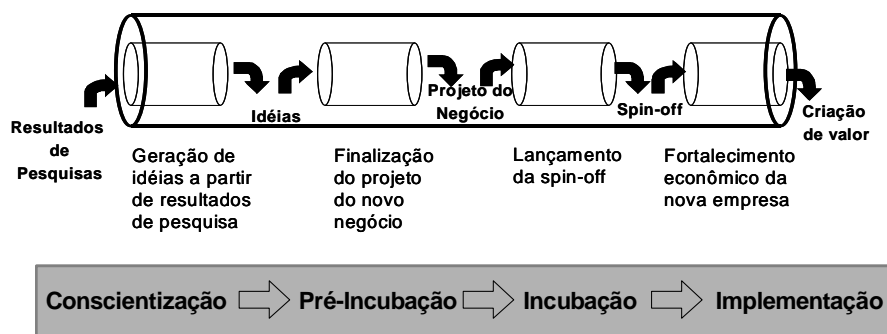 Resultados
de
Pesquisas
Idéias
Projeto do
Negócio
Spin-off
Criação
de valor
Geração de
idéias a partir
de resultados
de pesquisa
Finalização
do projeto
do novo
negócio
Lançamento
da spin-off
Fortalecimento
econômico da
nova empresa
Conscientização Pré-Incubação Incubação Implementação